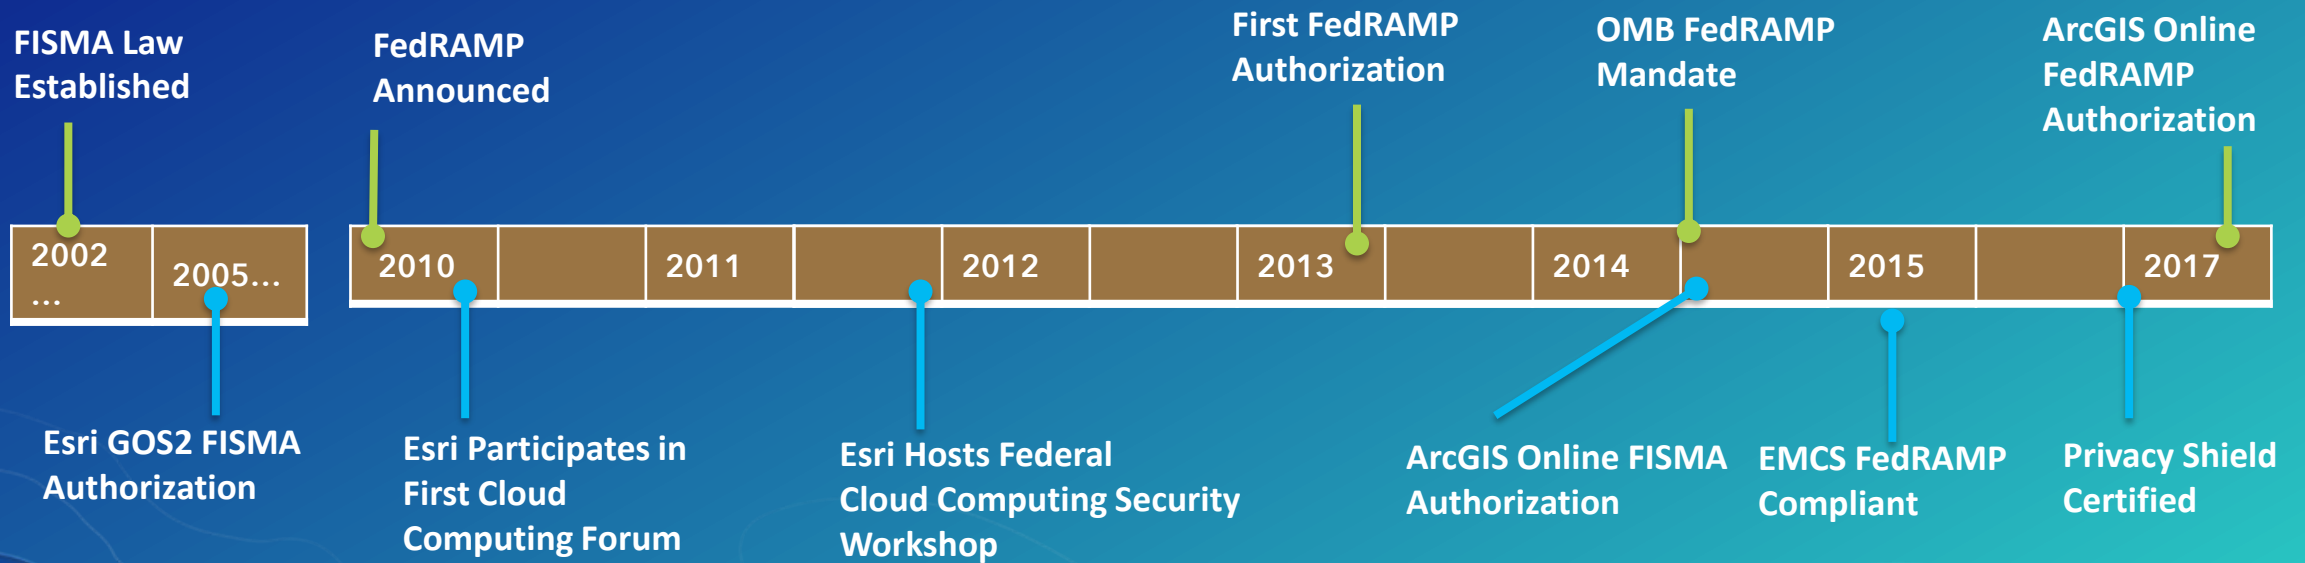 FISMA Law
Established
FedRAMP
Announced
First FedRAMP
Authorization
OMB FedRAMP
Mandate
ArcGIS Online
FedRAMP
Authorization
2002
...
2005...
2010
2011
2012
2013
2014
2015
2017
Esri GOS2 FISMA
Authorization
Esri Participates in
First Cloud
Computing Forum
Esri Hosts Federal
Cloud Computing Security
Workshop
ArcGIS Online FISMA
Authorization
EMCS FedRAMP
Compliant
Privacy Shield
Certified